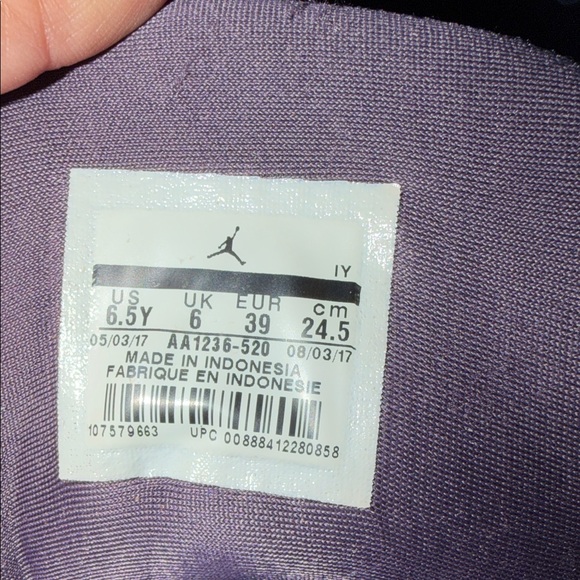 IY
US UK EUR cm
6.5Y 6 39 24.5
05/03/17 AA1236-520 08/03/17
MADE IN INDONESIA
FABRIQUE EN INDONESIE
107579663 UPC 00888412280858